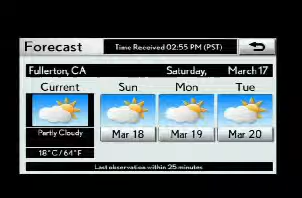 Forecast
Time Received 02:55 PM (PST)
Fullerton, CA Saturday, March 17
Current Sun Mon Tue
Partly Cloudy
Mar 18 Mar 19 Mar 20
18°C/64°F
Last observation within 25 minutes